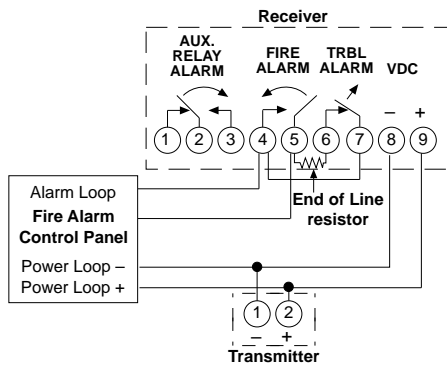 Receiver
AUX.
RELAY
ALARM
FIRE
ALARM
TRBL
ALARM
VDC
– +
1 2 3 4 5 6 7 8 9
End of Line
resistor
Alarm Loop
Fire Alarm
Control Panel
Power Loop –
Power Loop +
1 2
– +
Transmitter